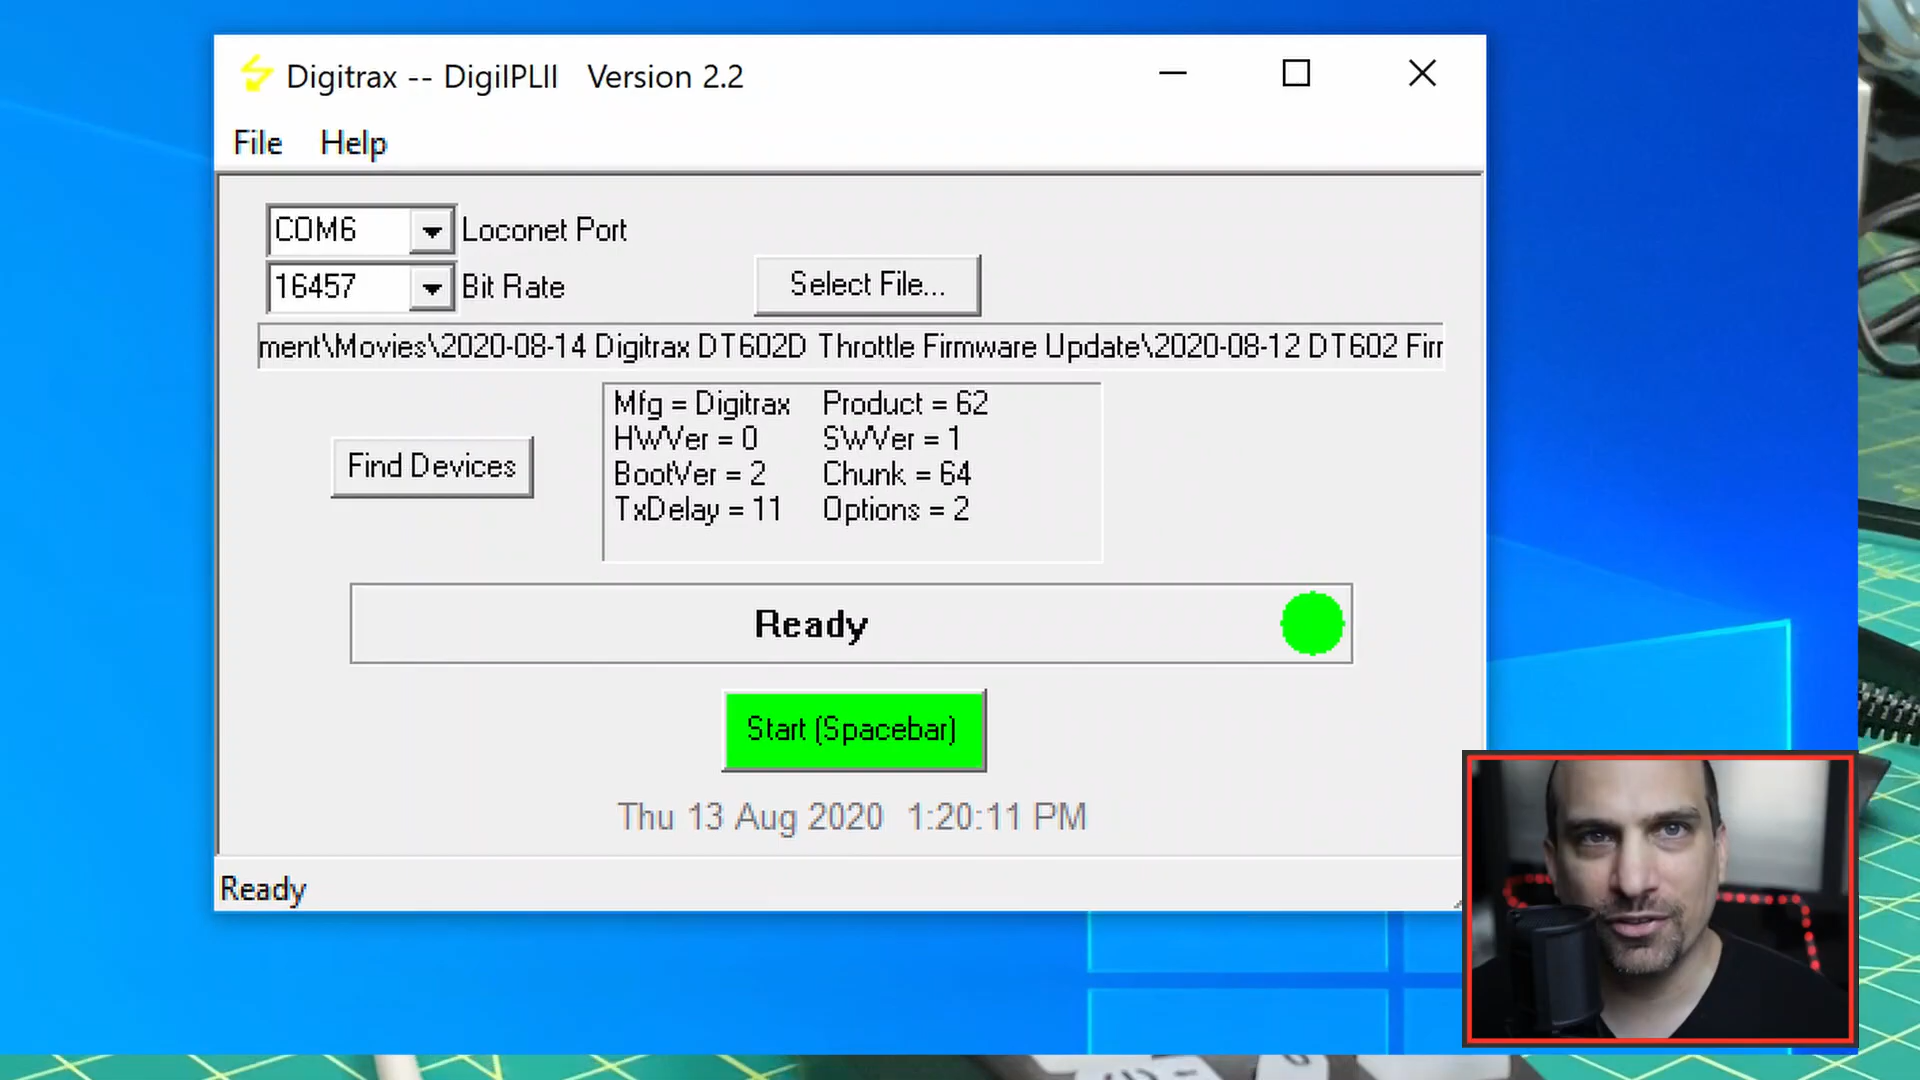 Digitrax -- DigiIPLII Version 2.2
File Help
COM6 Loconet Port
16457 Bit Rate
Select File...
ment\Movies\2020-08-14 Digitrax DT602D Throttle Firmware Update\2020-08-12 DT602 Firr
Find Devices
Mfg = Digitrax Product = 62
HWVer = 0 SWVer = 1
BootVer = 2 Chunk = 64
TxDelay = 11 Options = 2
Ready
Start (Spacebar)
Thu 13 Aug 2020 1:20:11 PM
Ready